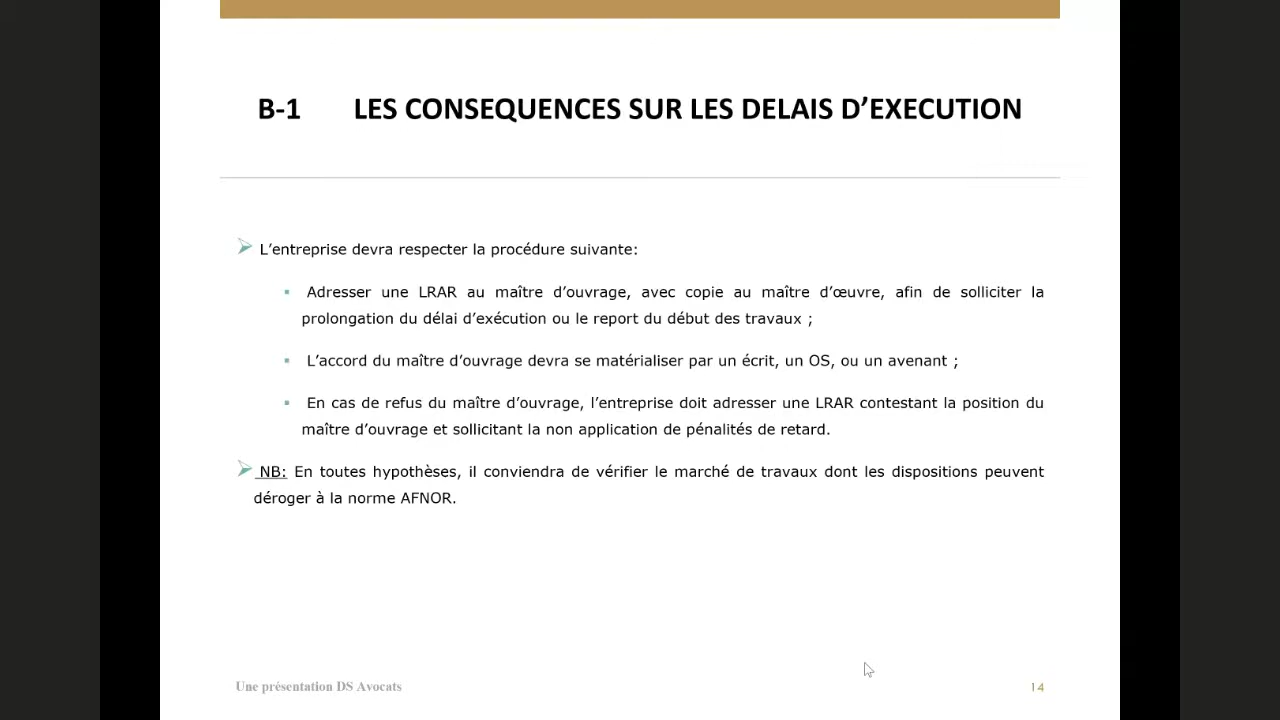 B-1 LES CONSEQUENCES SUR LES DELAIS D’EXECUTION
L’entreprise devra respecter la procédure suivante:
Adresser une LRAR au maître d’ouvrage, avec copie au maître d’œuvre, afin de solliciter la
prolongation du délai d’exécution ou le report du début des travaux ;
L’accord du maître d’ouvrage devra se matérialiser par un écrit, un OS, ou un avenant ;
En cas de refus du maître d’ouvrage, l’entreprise doit adresser une LRAR contestant la position du
maître d’ouvrage et sollicitant la non application de pénalités de retard.
NB: En toutes hypothèses, il conviendra de vérifier le marché de travaux dont les dispositions peuvent
déroger à la norme AFNOR.
Une présentation DS Avocats
14